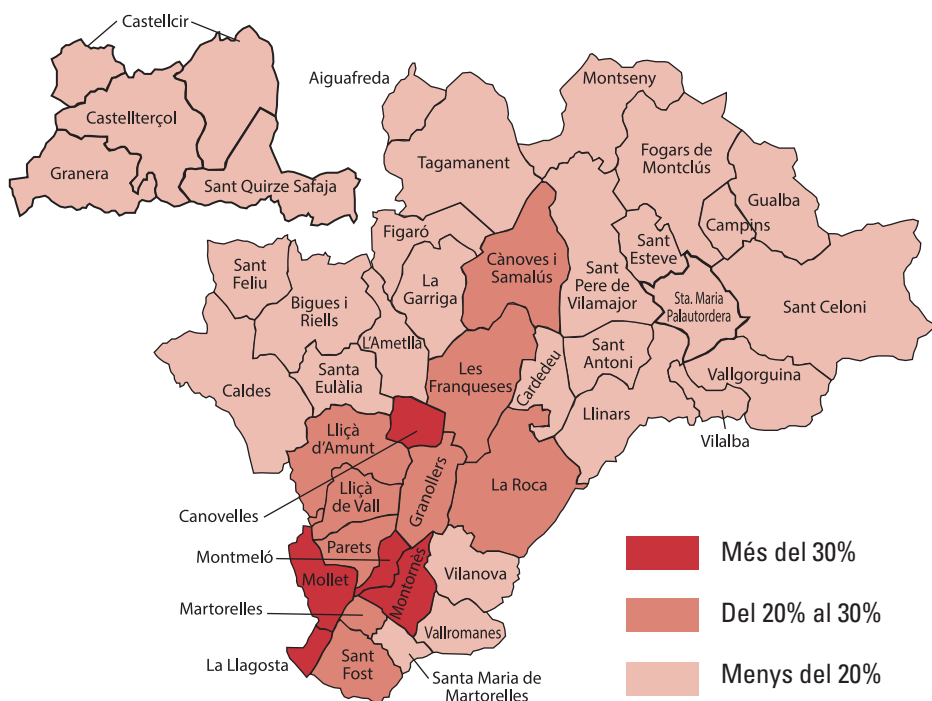 Castellcir
Aiguafreda
Montseny
Castellterçol
Tagamanent
Fogars de
Montclús
Granera
Sant Quirze Safaja
Gualba
Campins
Figaró
Sant
Esteve
Cànoves i
Samalús
Sant
Feliu
La
Garriga
Sant
Pere de
Vilamajor
Bigues i
Riells
Sta. Maria
Palautordera
Sant Celoni
L'Ametlla
Sant
Antoni
Les
Franqueses
Cardedeu
Santa
Eulàlia
Caldes
Vallgorguina
Llinars
Lliçà
d'Amunt
Vilalba
Granollers
La Roca
Lliçà
de Vall
Canovelles
Parets
Montmeló
Més del 30%
Mollet
Montornès
Vilanova
Martorelles
Del 20% al 30%
Vallromanes
La Llagosta
Sant
Fost
Santa Maria de
Martorelles
Menys del 20%